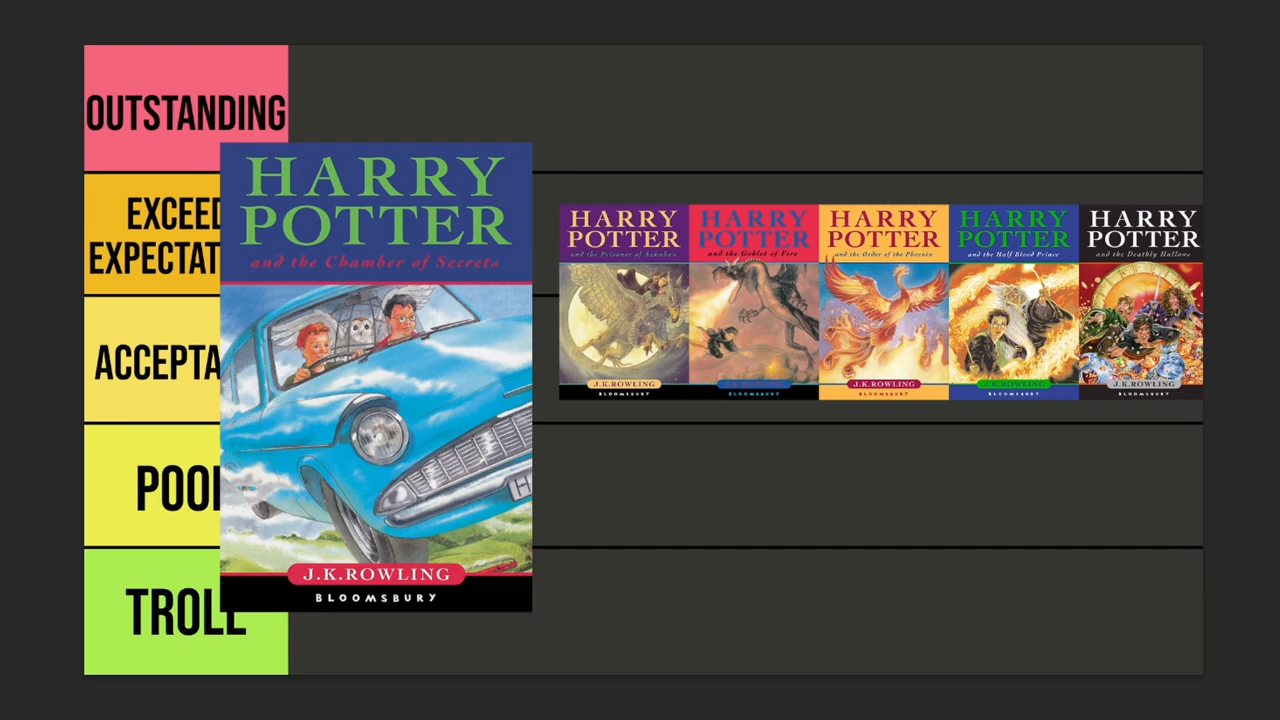 OUTSTANDING
EXCEED
EXPECTAT
ACCEPTA
POOR
TROLL
HARRY
POTTER
and the Chamber of Secrets
J.K.ROWLING
BLOOMSBURY
HARRY
POTTER
and the Prisoner of Azkaban
J.K.ROWLING
BLOOMSBURY
HARRY
POTTER
and the Goblet of Fire
J.K.ROWLING
BLOOMSBURY
HARRY
POTTER
and the Order of the Phoenix
J.K.ROWLING
BLOOMSBURY
HARRY
POTTER
and the Half Blood Prince
J.K.ROWLING
BLOOMSBURY
HARRY
POTTER
and the Deathly Hallows
J.K.ROWLING
BLOOMSBURY